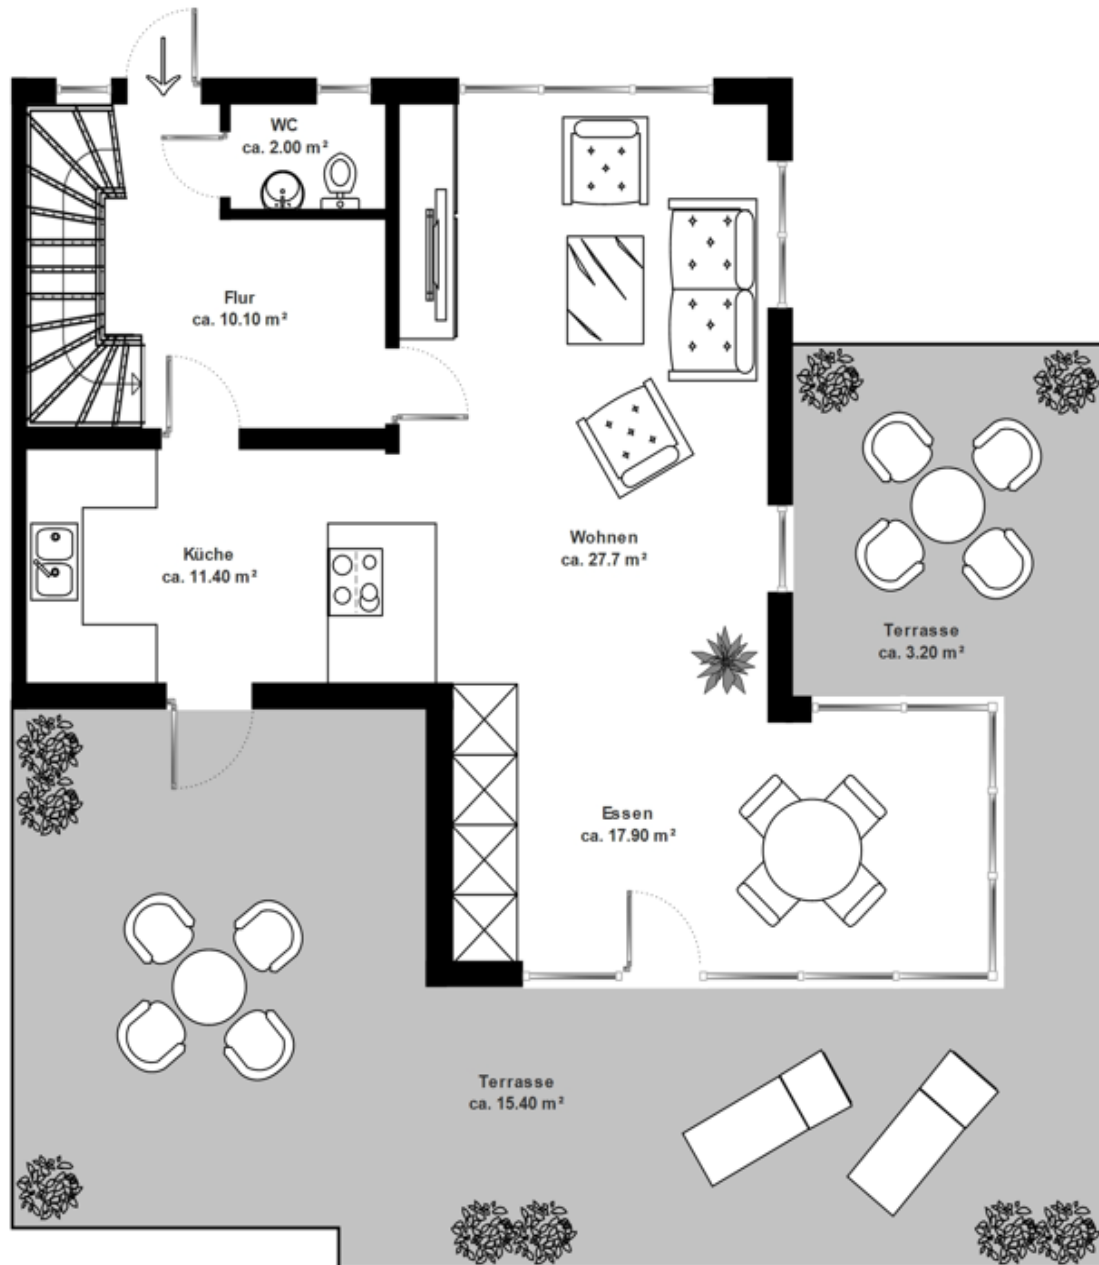 WC
ca. 2.00 m²
Flur
ca. 10.10 m²
Küche
ca. 11.40 m²
Wohnen
ca. 27.7 m²
Terrasse
ca. 3.20 m²
Essen
ca. 17.90 m²
Terrasse
ca. 15.40 m²